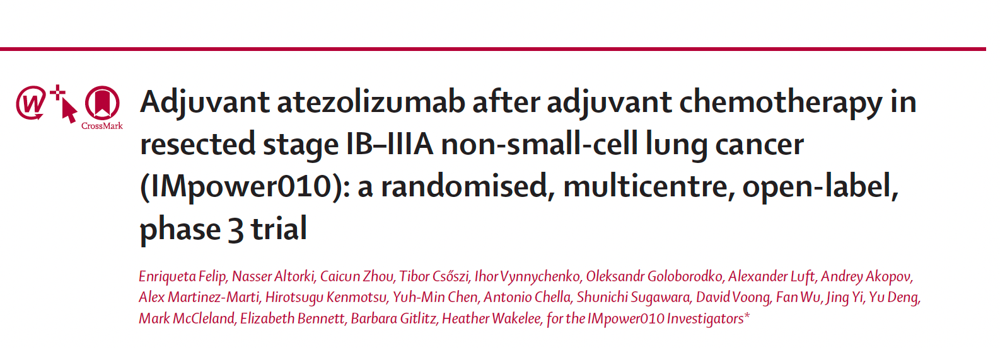 W
CrossMark
Adjuvant atezolizumab after adjuvant chemotherapy in
resected stage IB–IIIA non-small-cell lung cancer
(IMpower010): a randomised, multicentre, open-label,
phase 3 trial
Enriqueta Felip, Nasser Altorki, Caicun Zhou, Tibor Csőszi, Ihor Vynnychenko, Oleksandr Goloborodko, Alexander Luft, Andrey Akopov,
Alex Martinez-Marti, Hirotsugu Kenmotsu, Yuh-Min Chen, Antonio Chella, Shunichi Sugawara, David Voong, Fan Wu, Jing Yi, Yu Deng,
Mark McCleland, Elizabeth Bennett, Barbara Gitlitz, Heather Wakelee, for the IMpower010 Investigators*